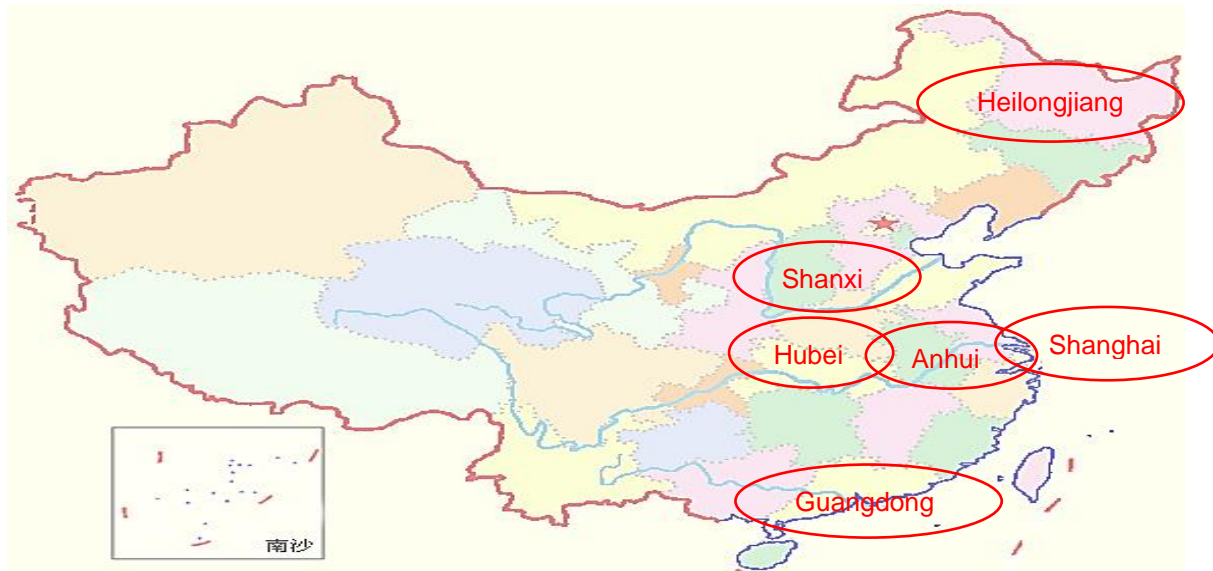 Heilongjiang
Shanxi
Hubei
Anhui
Shanghai
Guangdong
南沙